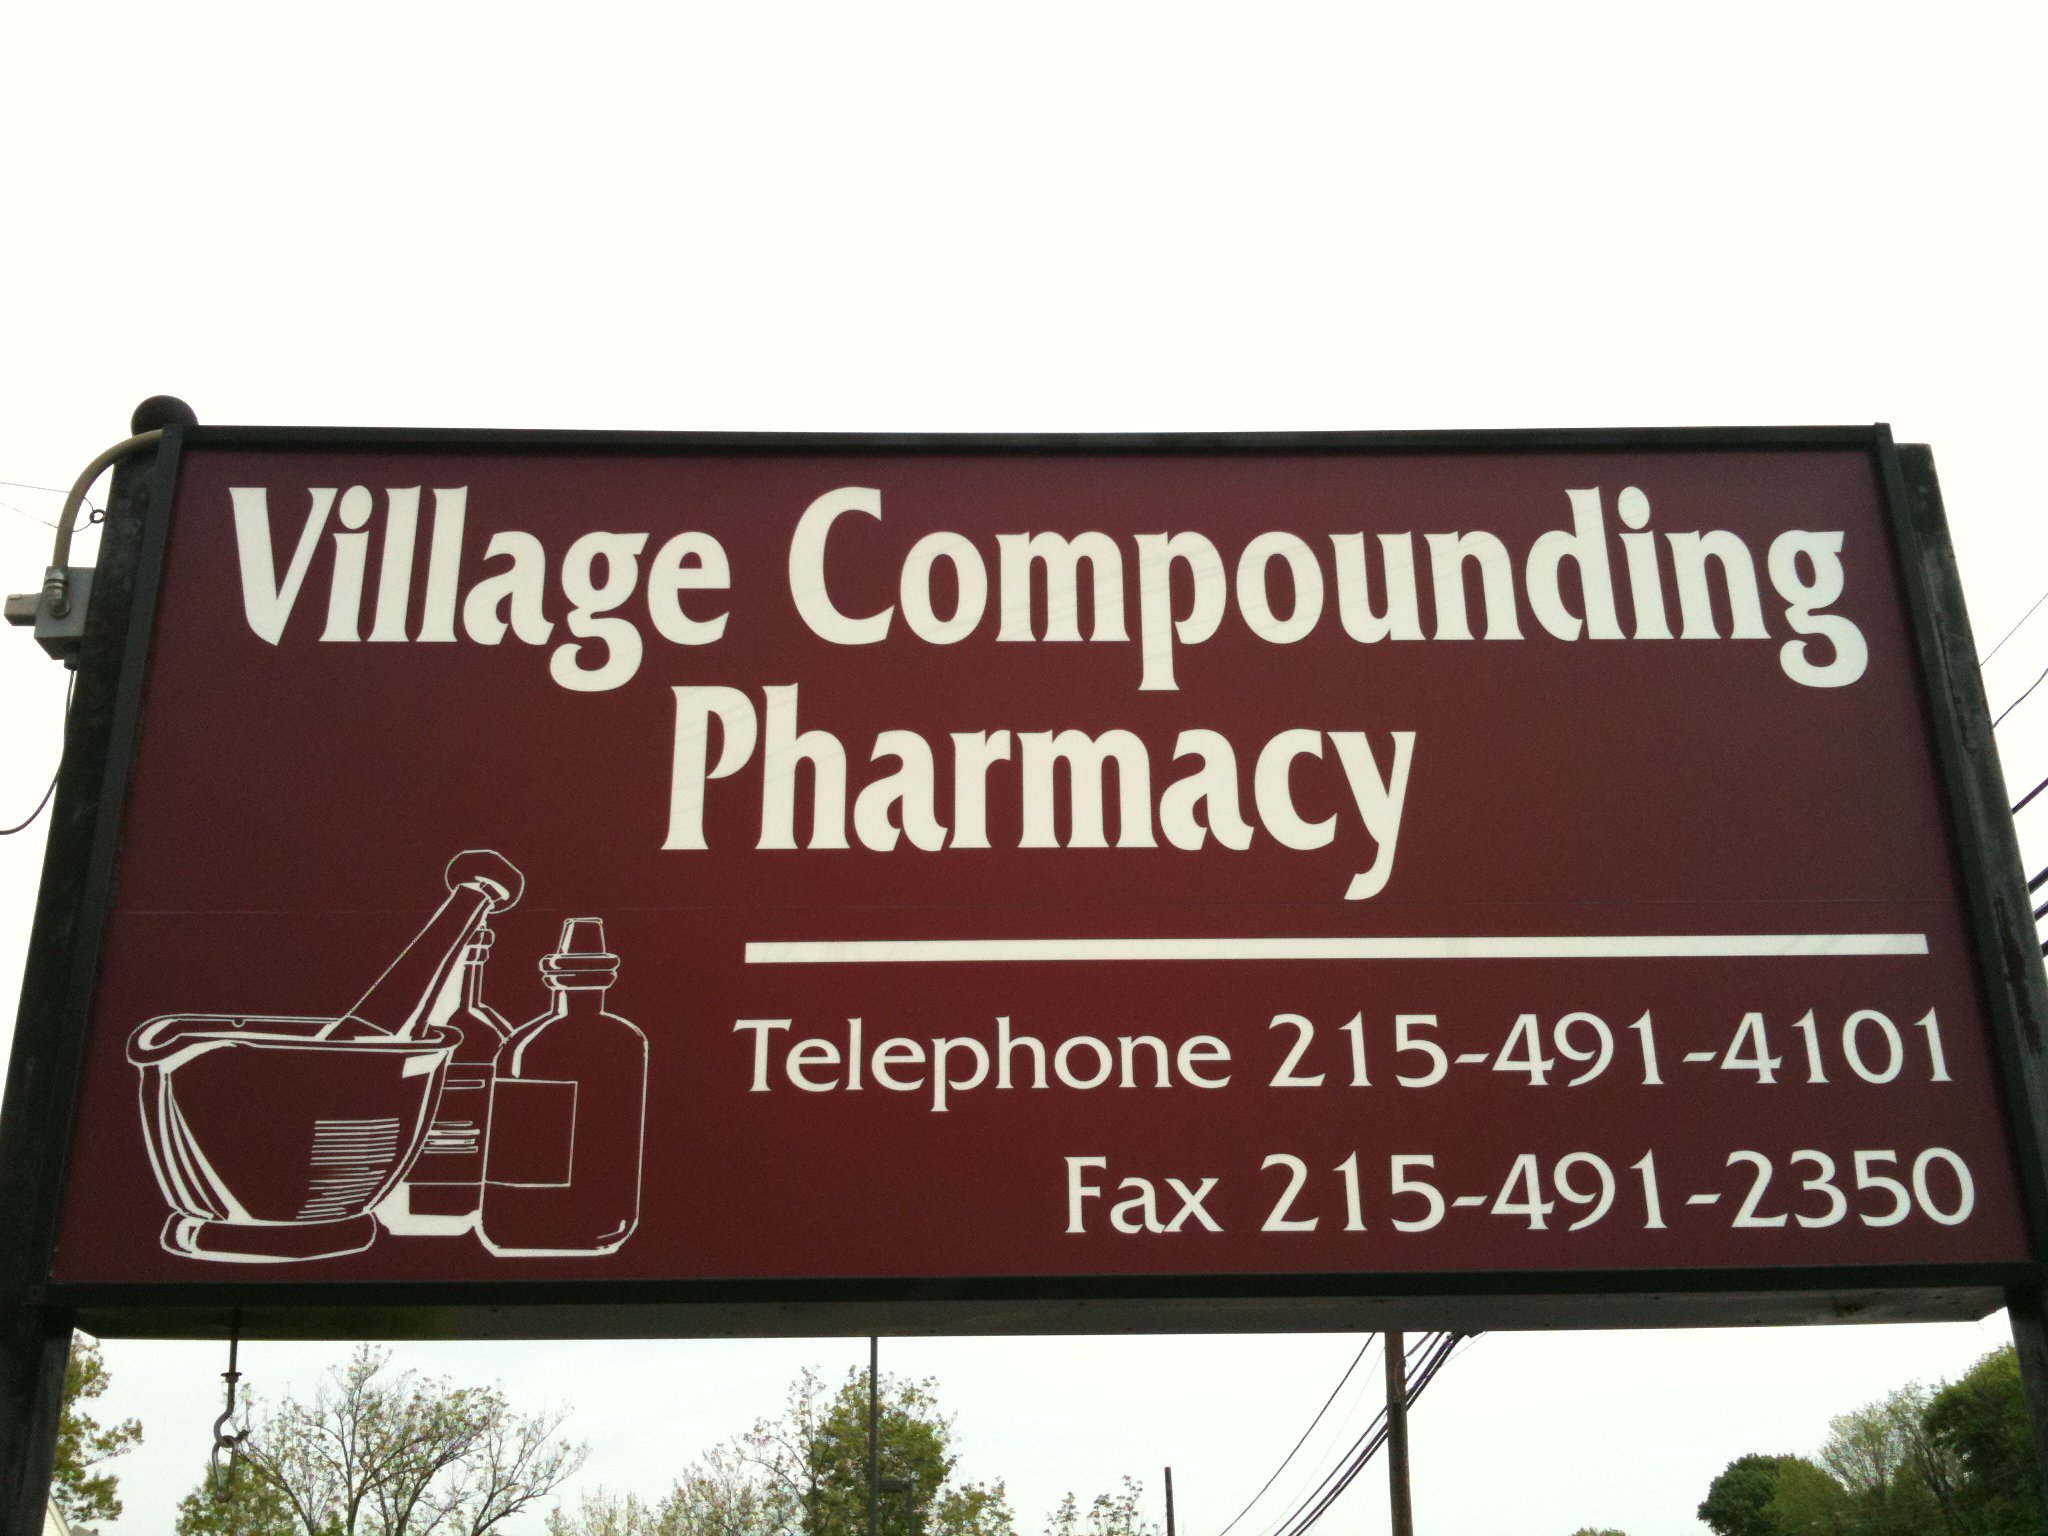 Village Compounding
Pharmacy
Telephone 215-491-4101
Fax 215-491-2350